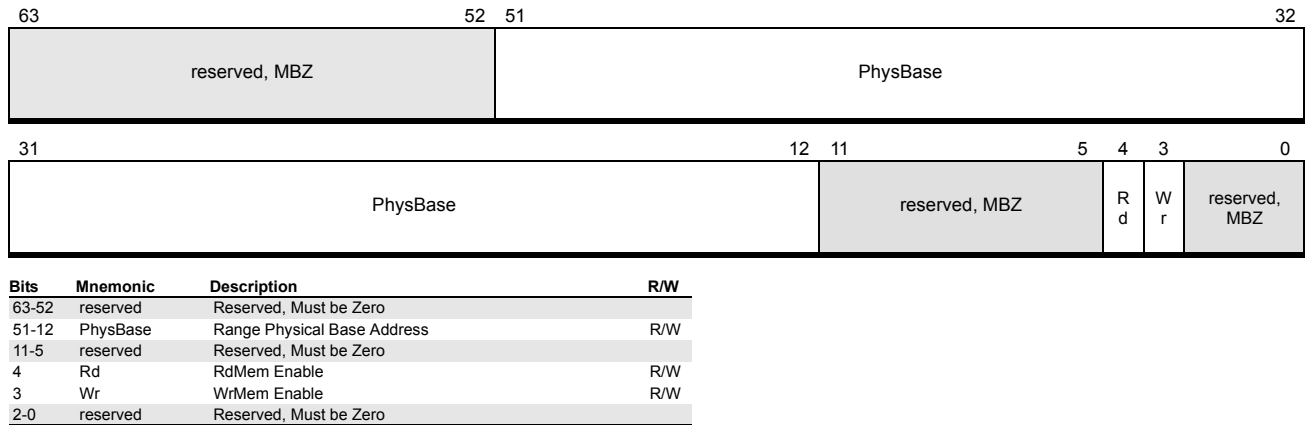 63 52 51 32
reserved, MBZ PhysBase
31 12 11 5 4 3 0
PhysBase reserved, MBZ Rd Wr reserved, MBZ
Bits Mnemonic Description R/W
63-52 reserved Reserved, Must be Zero
51-12 PhysBase Range Physical Base Address R/W
11-5 reserved Reserved, Must be Zero
4 Rd RdMem Enable R/W
3 Wr WrMem Enable R/W
2-0 reserved Reserved, Must be Zero